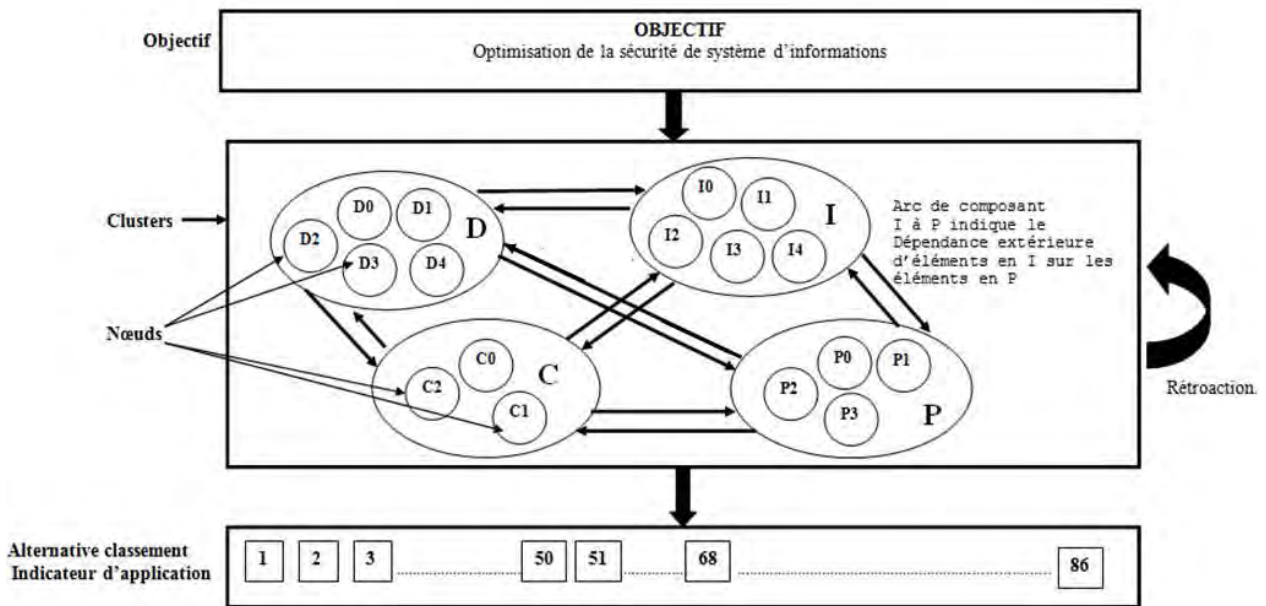 Objectif
OBJECTIF
Optimisation de la sécurité de système d'informations
Clusters
D0
D1
D2
D3
D4
D
I0
I1
I2
I3
I4
I
Arc de composant
I à P indique le
Dépendance extérieure
d'éléments en I sur les
éléments en P
Nœuds
C0
C2
C1
C
P0
P1
P2
P3
P
Rétroaction.
Alternative classement
Indicateur d'application
1
2
3
50
51
68
86